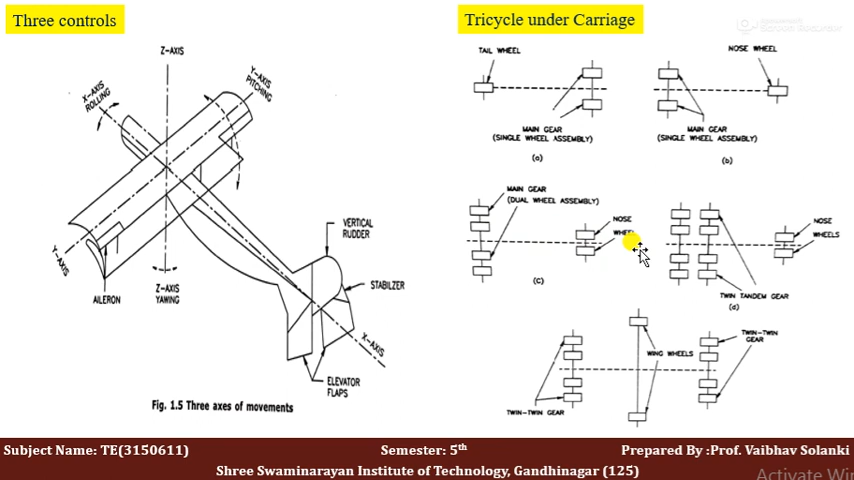 Three controls
Tricycle under Carriage
Z-AXIS
X-AXIS
ROLLING
Y-AXIS
PITCHING
VERTICAL
RUDDER
STABILZER
Y-AXIS
AILERON
Z-AXIS
YAWING
X-AXIS
ELEVATOR
FLAPS
Fig. 1.5 Three axes of movements
TAIL WHEEL
MAIN GEAR
(SINGLE WHEEL ASSEMBLY)
(a)
NOSE WHEEL
MAIN GEAR
(SINGLE WHEEL ASSEMBLY)
(b)
MAIN GEAR
(DUAL WHEEL ASSEMBLY)
NOSE
WHEEL
(C)
NOSE
WHEELS
TWIN TANDEM GEAR
(d)
TWIN-TWIN
GEAR
WING WHEELS
TWIN-TWIN GEAR
Subject Name: TE(3150611)
Semester: 5th
Prepared By :Prof. Vaibhav Solanki
Shree Swaminarayan Institute of Technology, Gandhinagar (125)
Activate Win